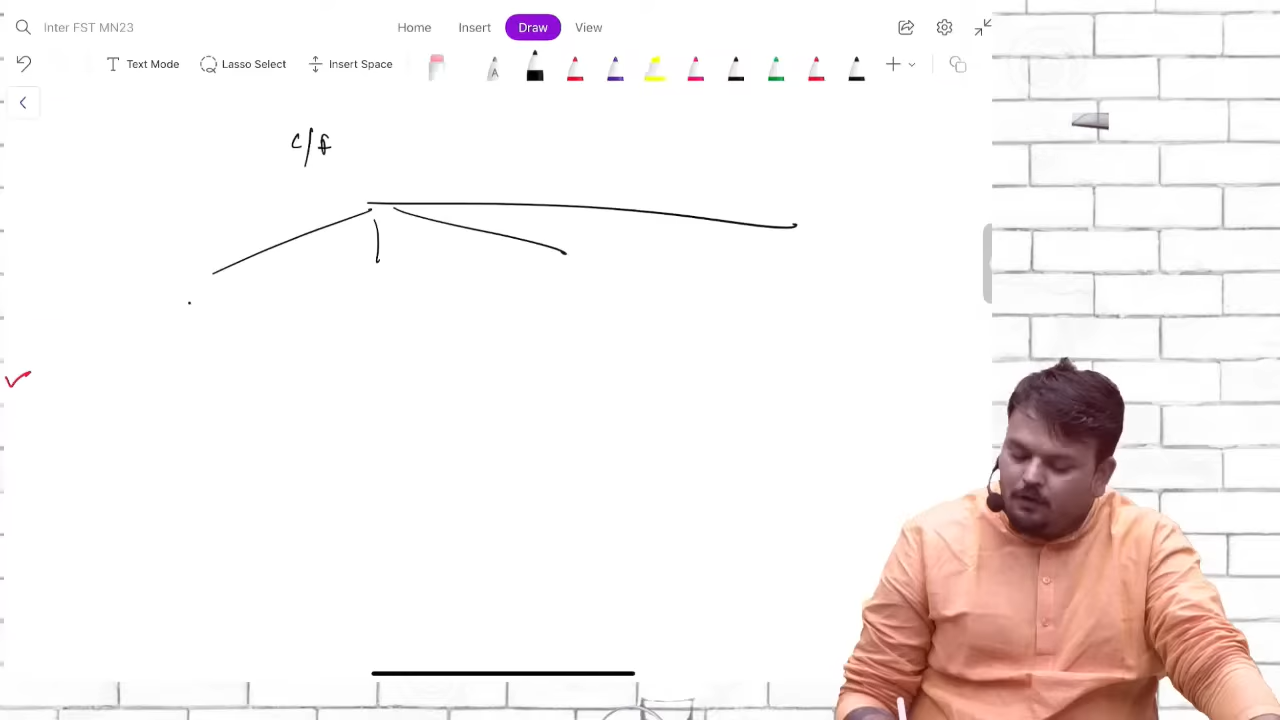 Inter FST MN23
Home Insert Draw View
Text Mode Lasso Select Insert Space
A
c/f